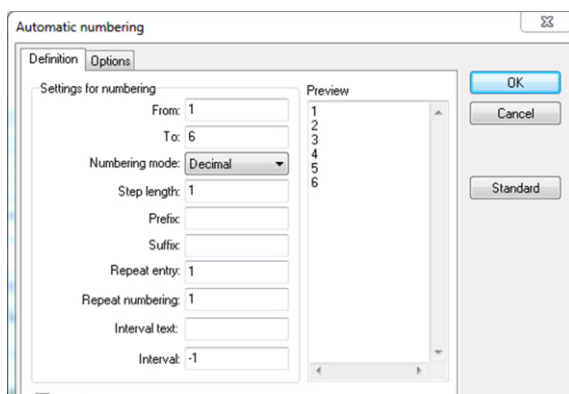 Automatic numbering
Definition
Options
Settings for numbering
From: 1
To: 6
Numbering mode: Decimal
Step length: 1
Prefix:
Suffix:
Repeat entry: 1
Repeat numbering: 1
Interval text:
Interval: -1
Preview
1
2
3
4
5
6
OK
Cancel
Standard